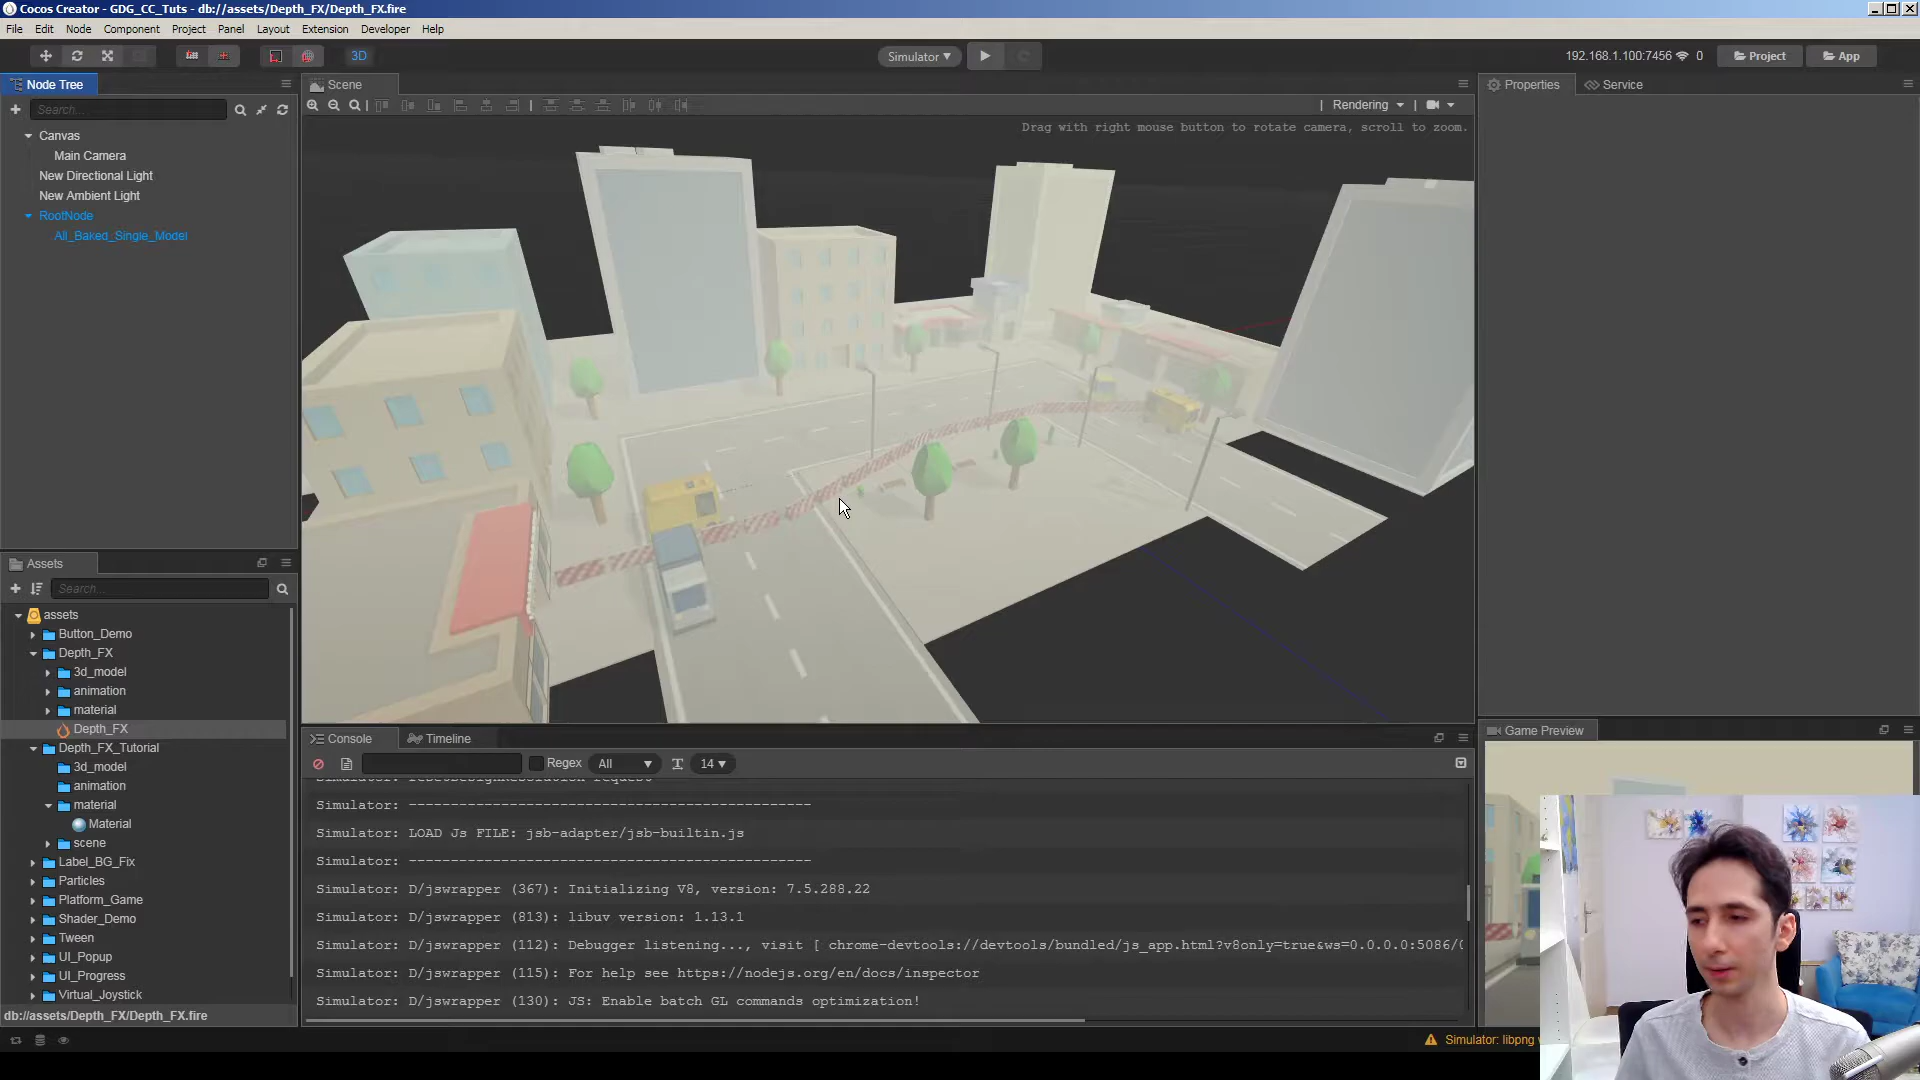 Cocos Creator - GDG_CC_Tuts - db://assets/Depth_FX/Depth_FX.fire
File Edit Node Component Project Panel Layout Extension Developer Help
3D
Simulator
192.168.1.100:7456 0
Project
App
Node Tree
Search...
Canvas
Main Camera
New Directional Light
New Ambient Light
RootNode
All_Baked_Single_Model
Scene
Rendering
Drag with right mouse button to rotate camera, scroll to zoom.
Properties
Service
Assets
Search...
assets
Button_Demo
Depth_FX
3d_model
animation
material
Depth_FX
Depth_FX_Tutorial
3d_model
animation
material
Material
scene
Label_BG_Fix
Particles
Platform_Game
Shader_Demo
Tween
UI_Popup
UI_Progress
Virtual_Joystick
db://assets/Depth_FX/Depth_FX.fire
Console
Timeline
Regex
All
14
Simulator: -----------------------------------------------
Simulator: LOAD Js FILE: jsb-adapter/jsb-builtin.js
Simulator: -----------------------------------------------
Simulator: D/jswrapper (367): Initializing V8, version: 7.5.288.22
Simulator: D/jswrapper (813): libuv version: 1.13.1
Simulator: D/jswrapper (112): Debugger listening..., visit [ chrome-devtools://devtools/bundled/js_app.html?v8only=true&ws=0.0.0.0:5086/0
Simulator: D/jswrapper (115): For help see https://nodejs.org/en/docs/inspector
Simulator: D/jswrapper (130): JS: Enable batch GL commands optimization!
Game Preview
Simulator: libpng